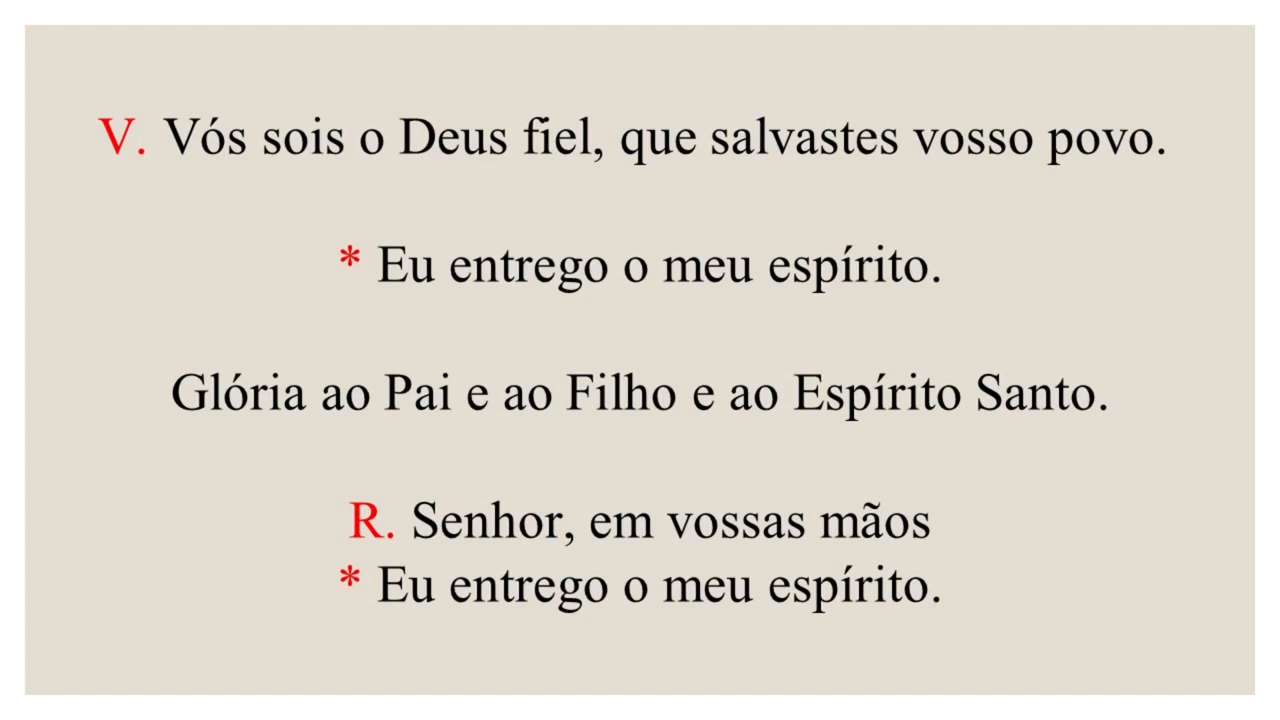 V. Vós sois o Deus fiel, que salvastes vosso povo.
* Eu entrego o meu espírito.
Glória ao Pai e ao Filho e ao Espírito Santo.
R. Senhor, em vossas mãos
* Eu entrego o meu espírito.